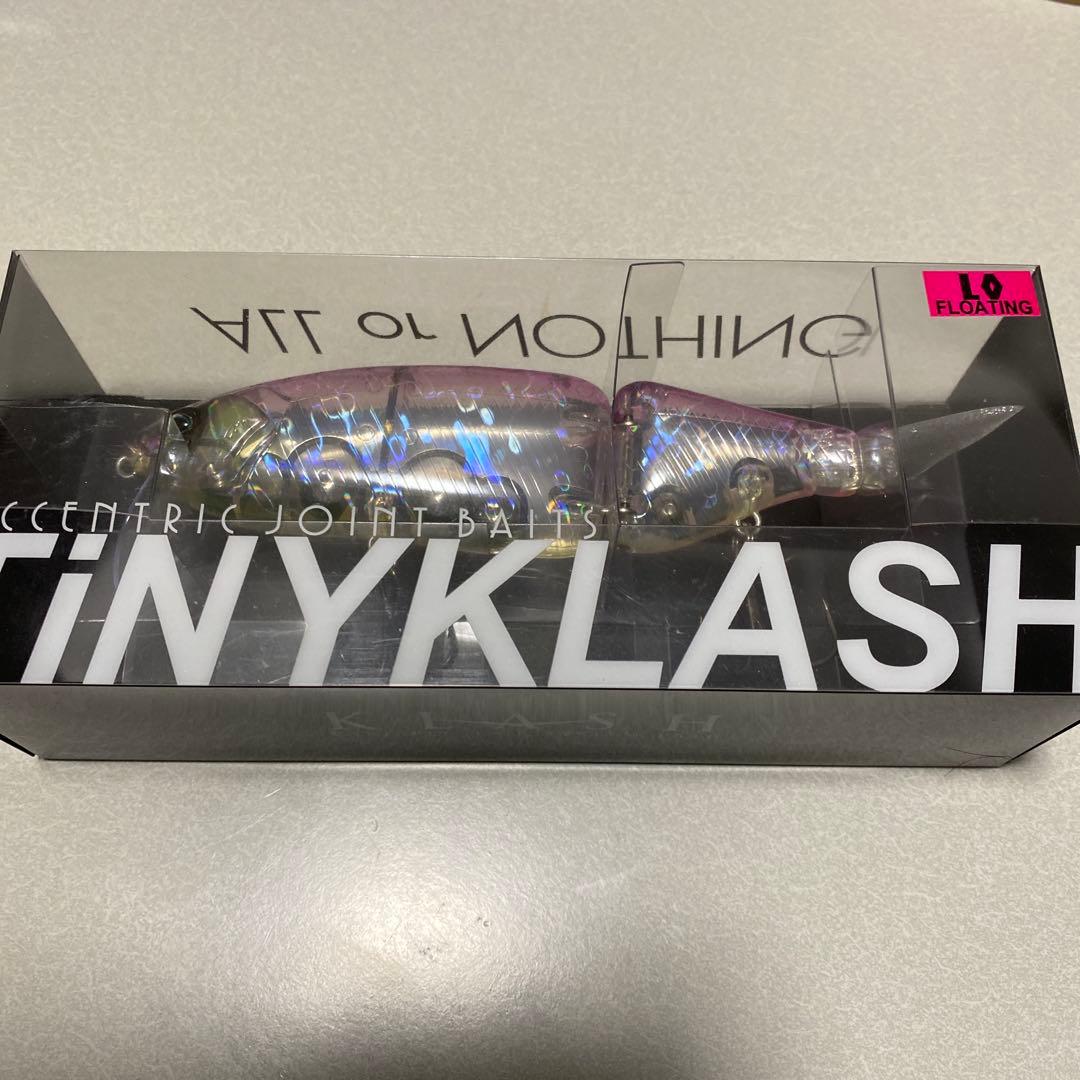 LO
FLOATING
ALL or NOTHING
CCENTRIC JOINT BAITS
TiNYKLASH
KLASH